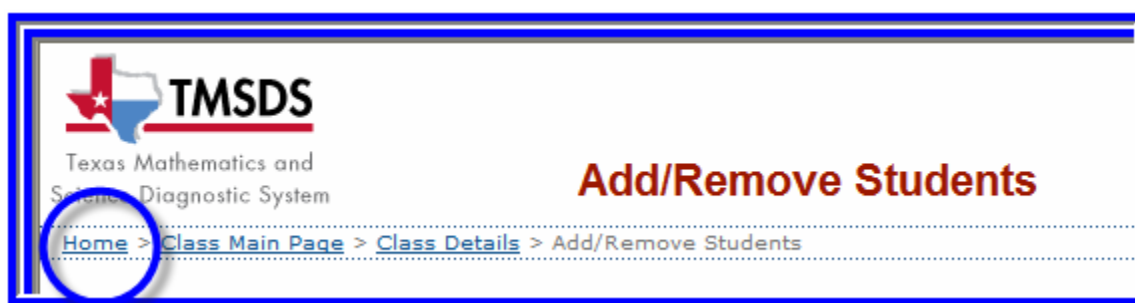 TMSDS
Texas Mathematics and
Science Diagnostic System
Add/Remove Students
Home > Class Main Page > Class Details > Add/Remove Students